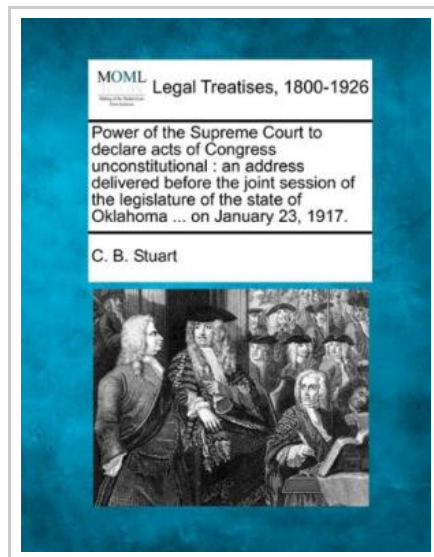 MOML
Legal Treatises, 1800-1926
Power of the Supreme Court to
declare acts of Congress
unconstitutional : an address
delivered before the joint session of
the legislature of the state of
Oklahoma ... on January 23, 1917.
C. B. Stuart